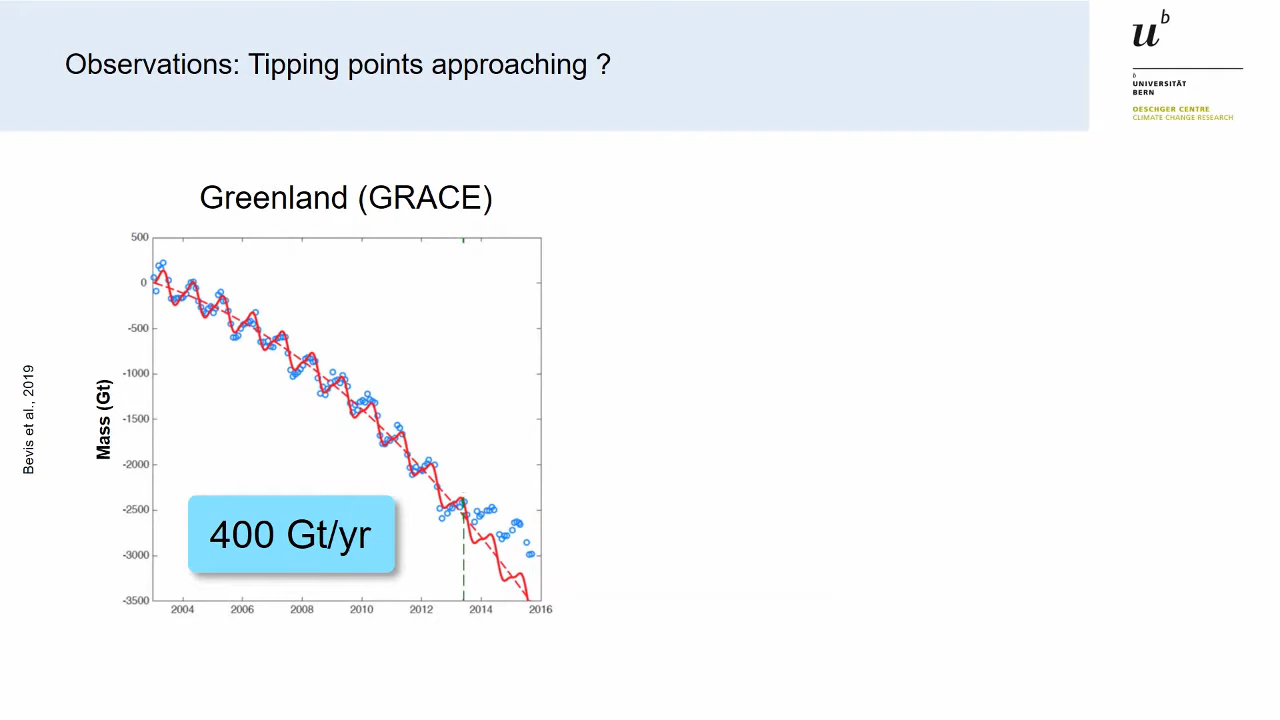 Observations: Tipping points approaching ?
u
b
b
UNIVERSITÄT
BERN
OESCHGER CENTRE
CLIMATE CHANGE RESEARCH
Greenland (GRACE)
Bevis et al., 2019
Mass (Gt)
500
0
-500
-1000
-1500
-2000
-2500
-3000
-3500
400 Gt/yr
2004 2006 2008 2010 2012 2014 2016